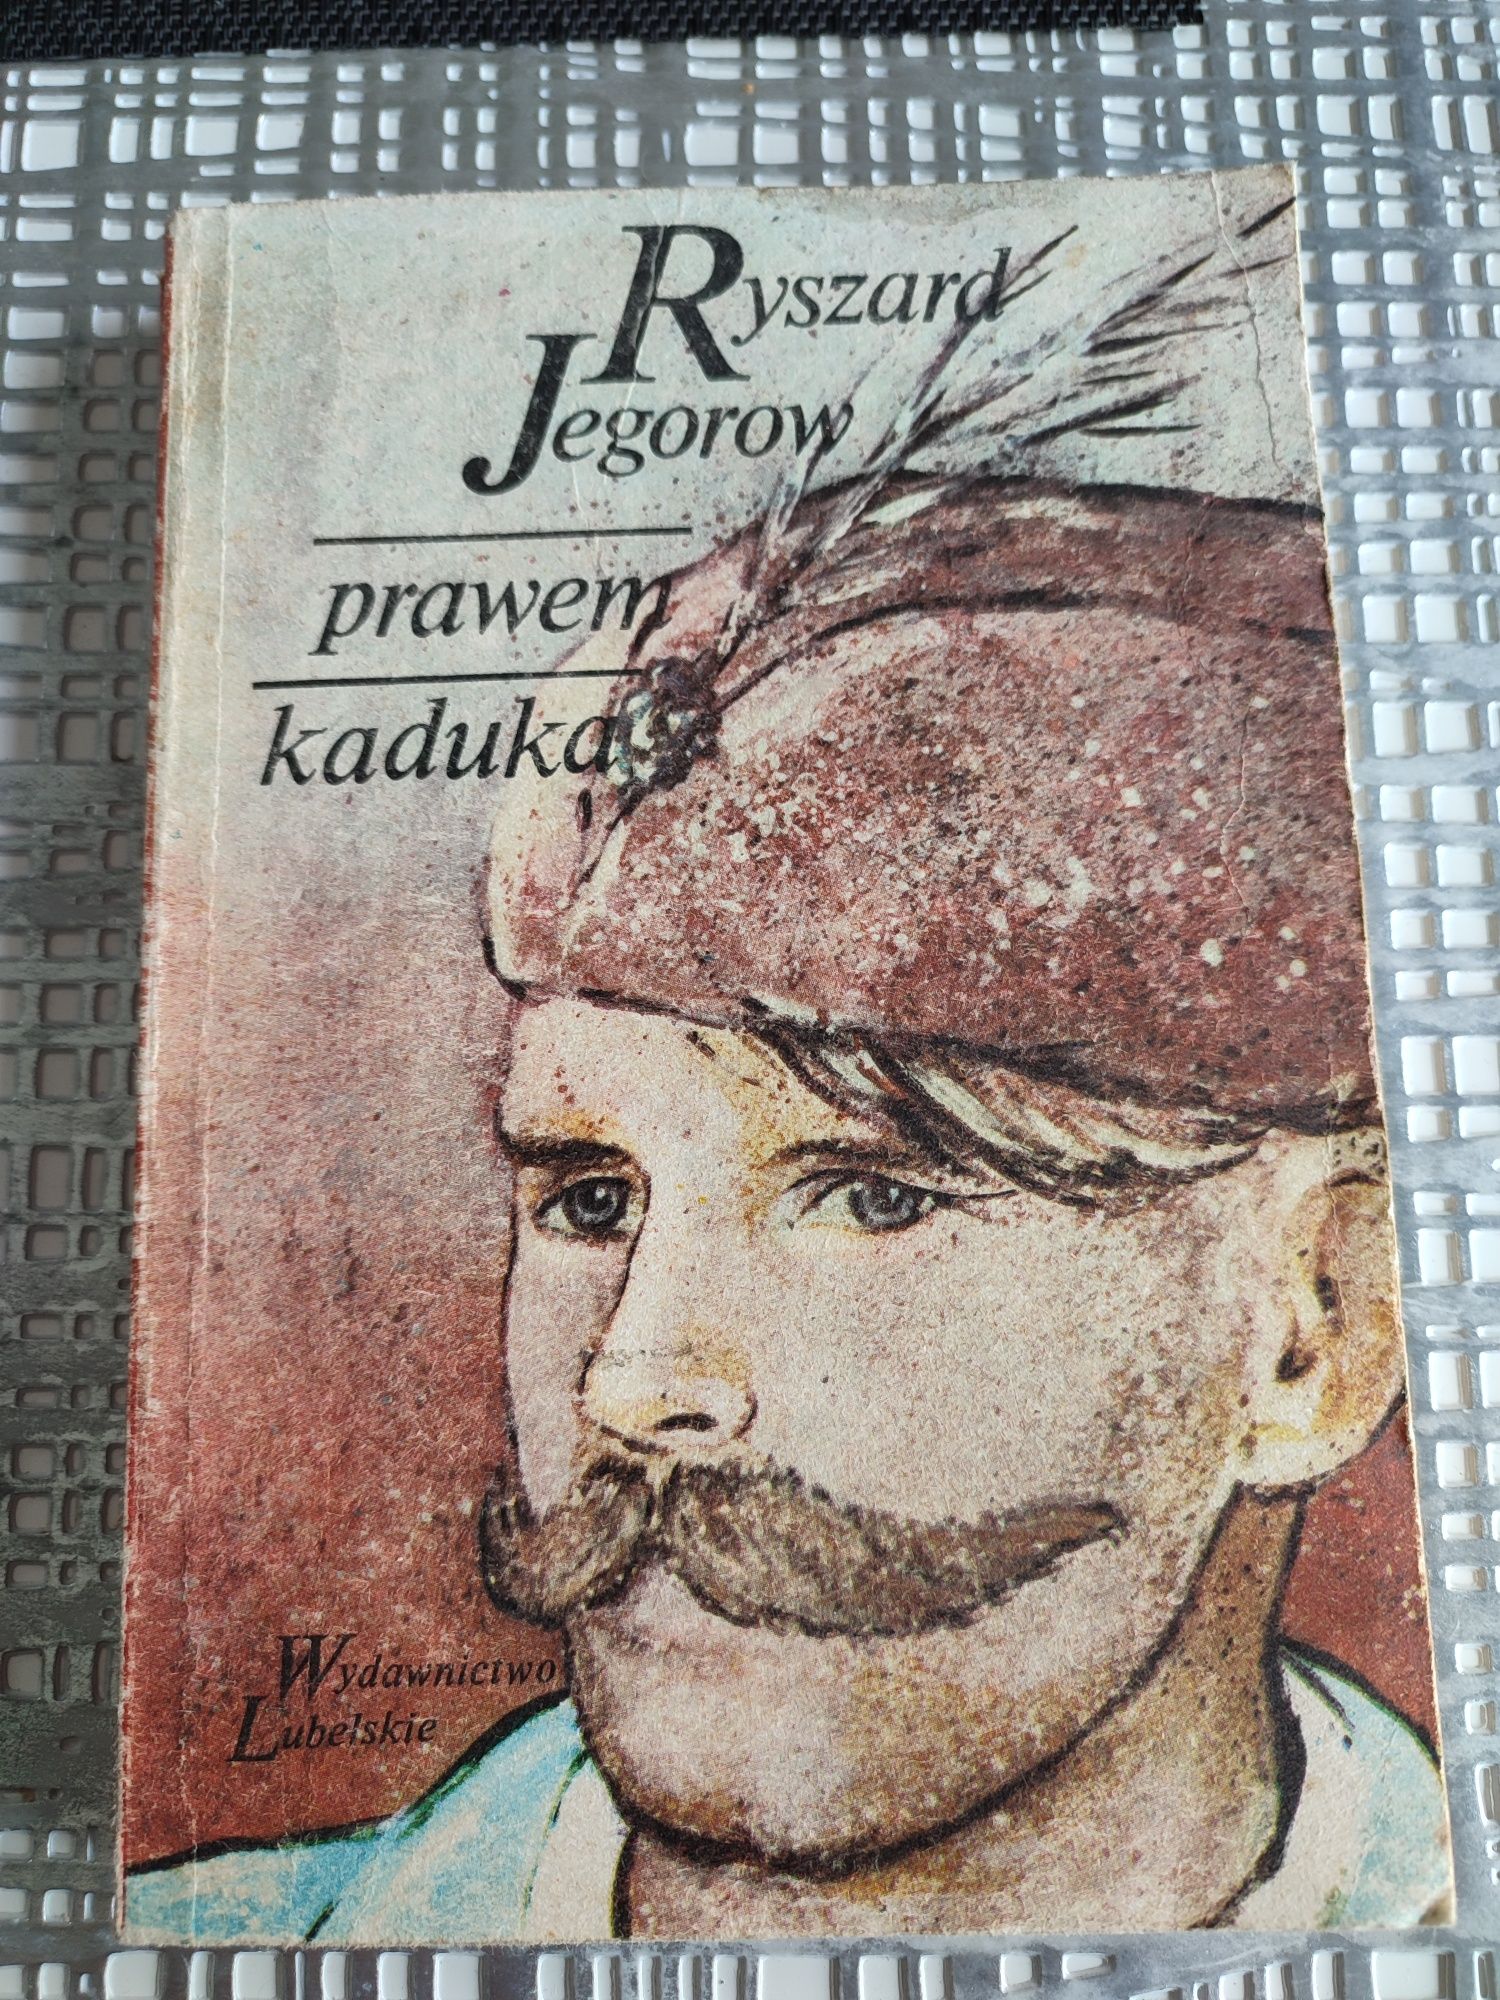 Ryszard
Jegorow
prawem
kaduka
Wydawnictwo
Lubelskie